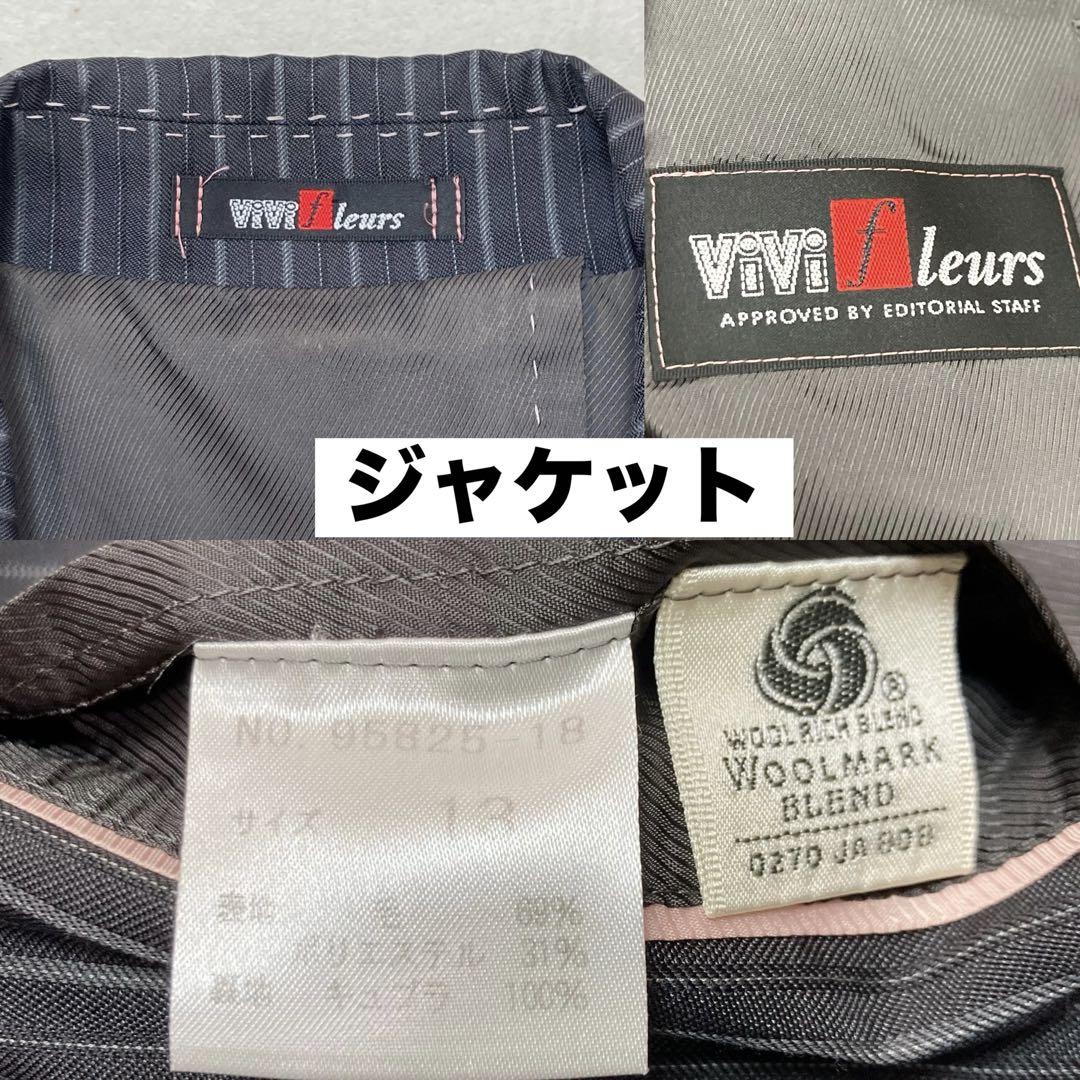 ViVi fleurs
ViVi fleurs
APPROVED BY EDITORIAL STAFF
ジャケット
NO. 95825-18
サイズ 13
表地 毛 69%
ポリエステル 31%
裏地 キュプラ 100%
®
WOOL RICH BLEND
WOOLMARK
BLEND
0270 JA 808